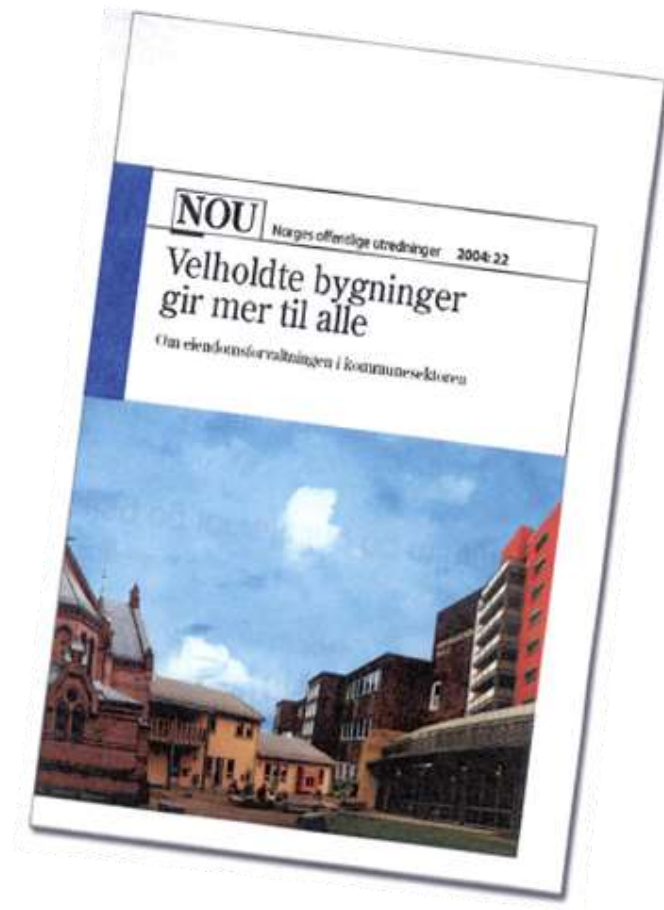 NOU Norges offentlige utredninger 2004: 22
Velholdte bygninger
gir mer til alle
Om eiendomsforvaltningen i kommunesektoren